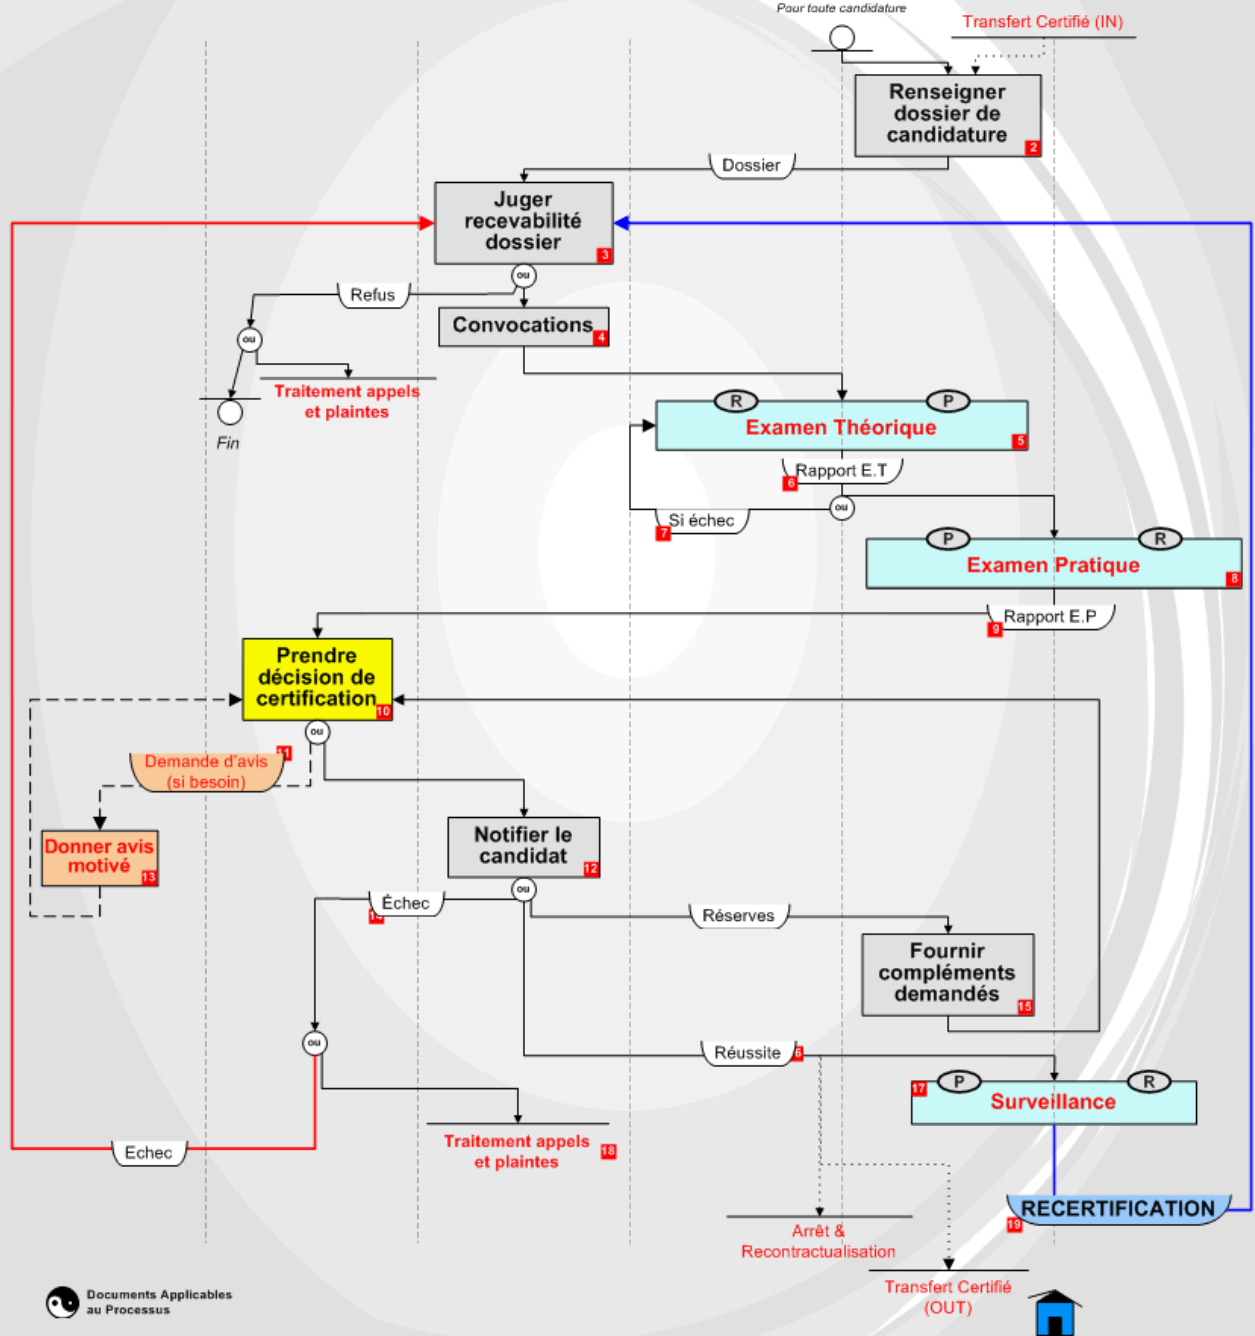 Pour toute candidature
Transfert Certifié (IN)
Renseigner
dossier de
candidature
2
Dossier
Juger
recevabilité
dossier
3
ou
Refus
Convocations
4
ou
Traitement appels
et plaintes
Fin
R
P
Examen Théorique
5
Rapport E.T
6
Si échec
7
ou
P
R
Examen Pratique
8
Rapport E.P
9
Prendre
décision de
certification
10
ou
11
Demande d'avis
(si besoin)
Donner avis
motivé
13
Notifier le
candidat
12
ou
Échec
Réserves
Fournir
compléments
demandés
15
ou
Réussite
6
17
P
R
Surveillance
Traitement appels
et plaintes
18
Echec
RECERTIFICATION
19
Arrêt &
Recontractualisation
Transfert Certifié
(OUT)
Documents Applicables
au Processus